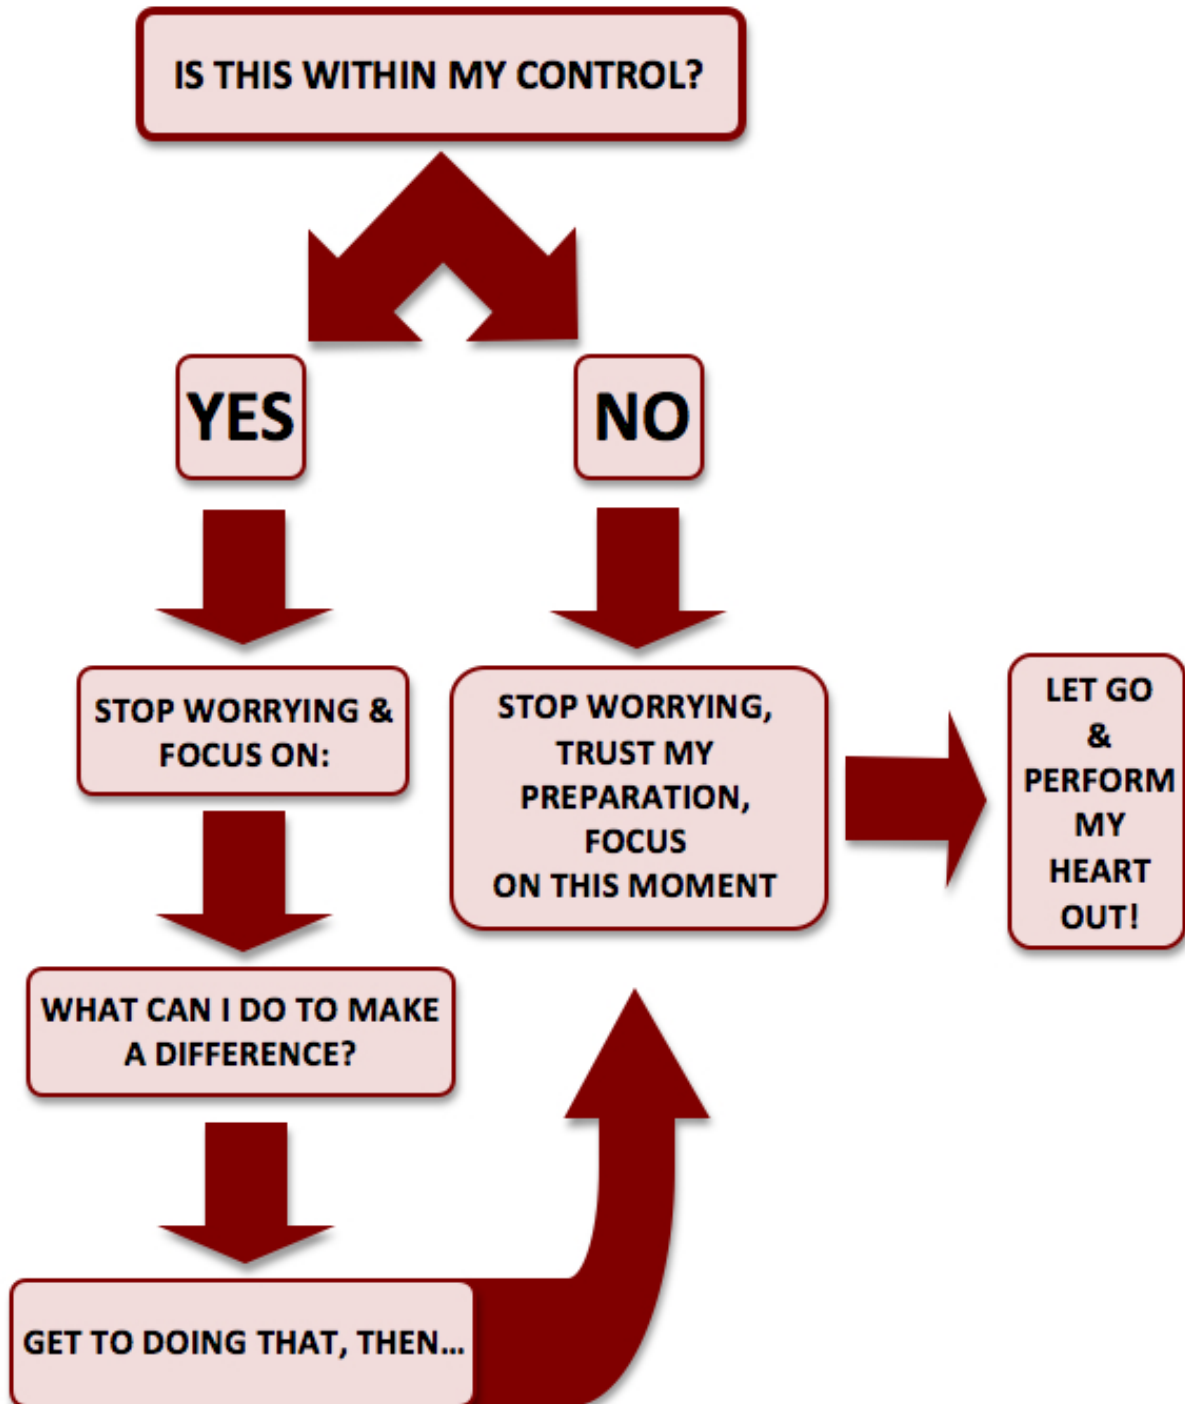 IS THIS WITHIN MY CONTROL?
YES
NO
STOP WORRYING &
FOCUS ON:
WHAT CAN I DO TO MAKE
A DIFFERENCE?
GET TO DOING THAT, THEN...
STOP WORRYING,
TRUST MY
PREPARATION,
FOCUS
ON THIS MOMENT
LET GO
&
PERFORM
MY
HEART
OUT!